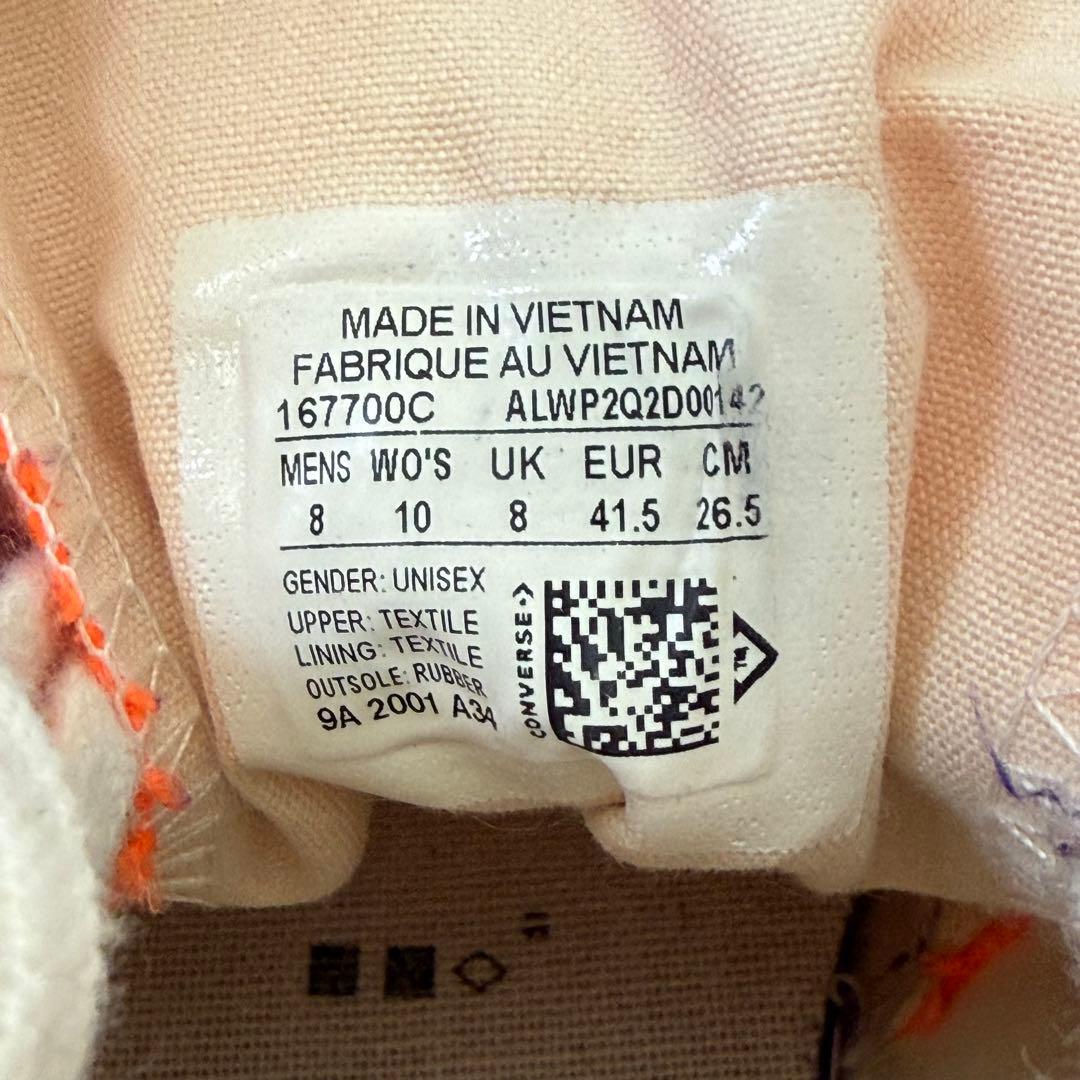 MADE IN VIETNAM
FABRIQUE AU VIETNAM
167700C ALWP2Q2D00142
MENS WO'S UK EUR CM
8 10 8 41.5 26.5
GENDER: UNISEX
UPPER: TEXTILE
LINING: TEXTILE
OUTSOLE: RUBBER
9A 2001 A34
CONVERSE
TM